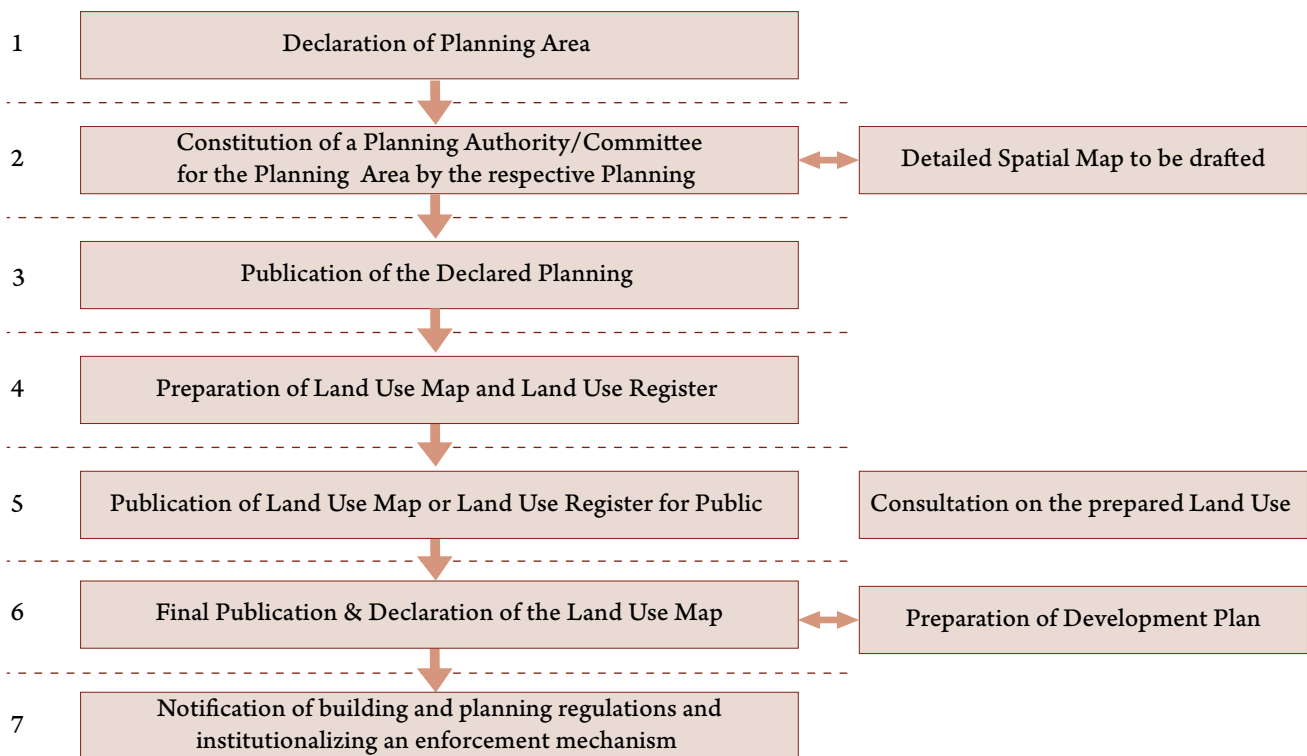 1
Declaration of Planning Area
2
Constitution of a Planning Authority/Committee
for the Planning Area by the respective Planning
Detailed Spatial Map to be drafted
3
Publication of the Declared Planning
4
Preparation of Land Use Map and Land Use Register
5
Publication of Land Use Map or Land Use Register for Public
Consultation on the prepared Land Use
6
Final Publication & Declaration of the Land Use Map
Preparation of Development Plan
7
Notification of building and planning regulations and
institutionalizing an enforcement mechanism